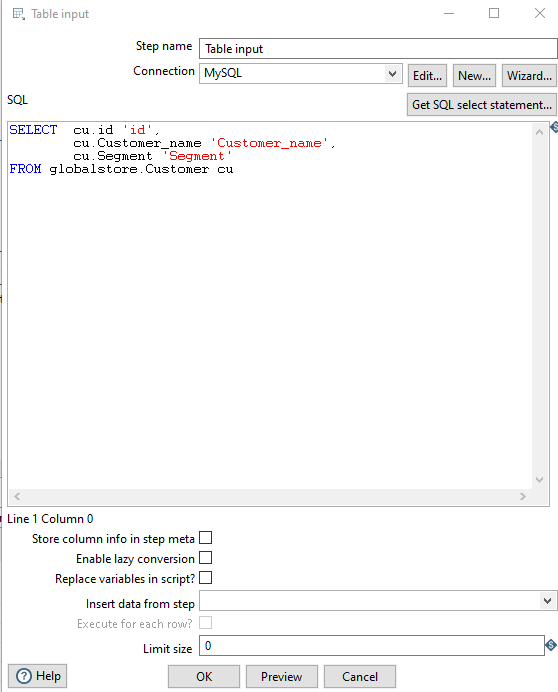 Table input
Step name Table input
Connection MySQL Edit... New... Wizard...
SQL Get SQL select statement...
SELECT  cu.id 'id',
        cu.Customer_name 'Customer_name',
        cu.Segment 'Segment'
FROM globalstore.Customer cu
Line 1 Column 0
Store column info in step meta
Enable lazy conversion
Replace variables in script?
Insert data from step
Execute for each row?
Limit size 0
Help OK Preview Cancel